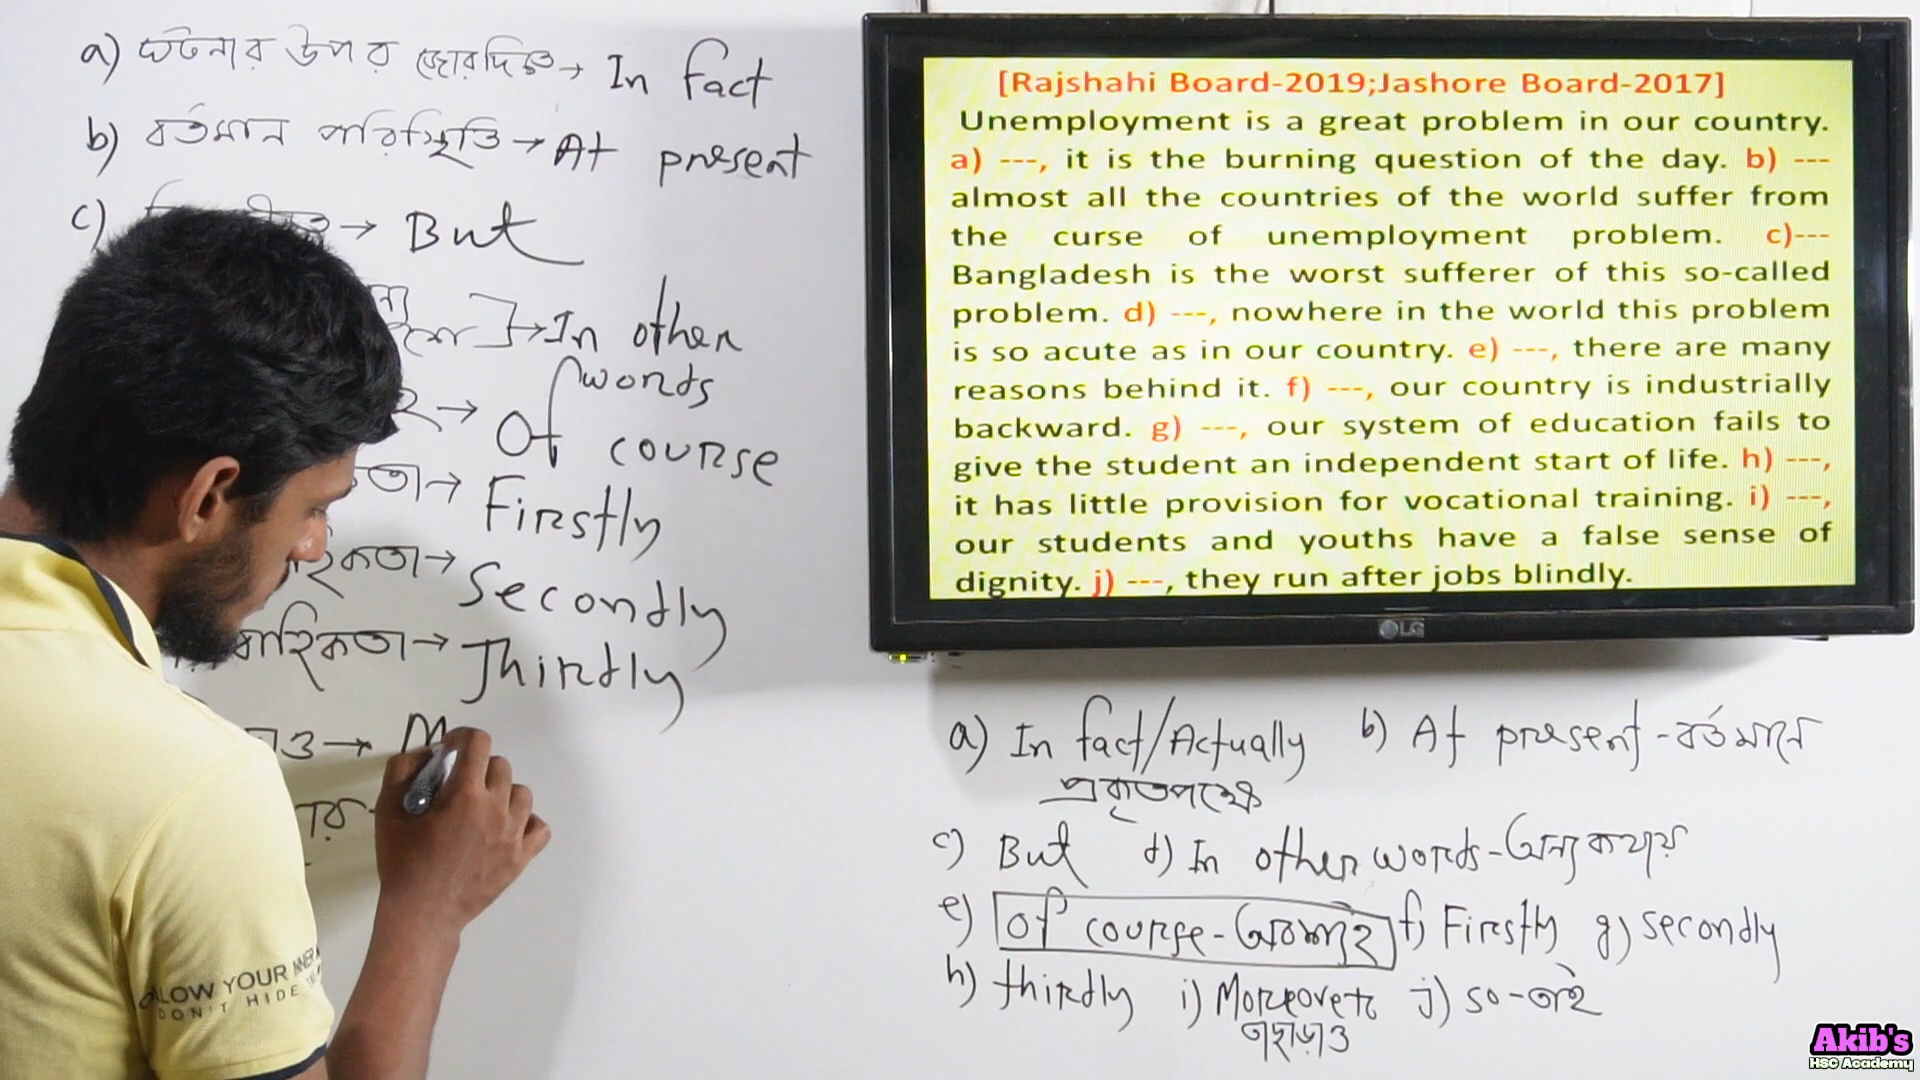 a) ঘটনার উপর জোরদিতে → In fact
b) বর্তমান পরিস্থিতি → At present
c) → But
→ In other
words
→ Of course
→ Firstly
→ Secondly
→ Thirdly
→ M
[Rajshahi Board-2019;Jashore Board-2017]
Unemployment is a great problem in our country.
a) ---, it is the burning question of the day. b) ---
almost all the countries of the world suffer from
the curse of unemployment problem. c)---
Bangladesh is the worst sufferer of this so-called
problem. d) ---, nowhere in the world this problem
is so acute as in our country. e) ---, there are many
reasons behind it. f) ---, our country is industrially
backward. g) ---, our system of education fails to
give the student an independent start of life. h) ---,
it has little provision for vocational training. i) ---,
our students and youths have a false sense of
dignity. j) ---, they run after jobs blindly.
LG
a) In fact/Actually b) At present - বর্তমানে
প্রকৃতপক্ষে
c) But d) In other words - অন্য কথায়
e) Of course - অবশ্যই f) Firstly g) secondly
h) thirdly i) Moreover j) so - তাই
তাছাড়াও
LOW YOUR INNER
DON'T HIDE
Akib's
HSC Academy